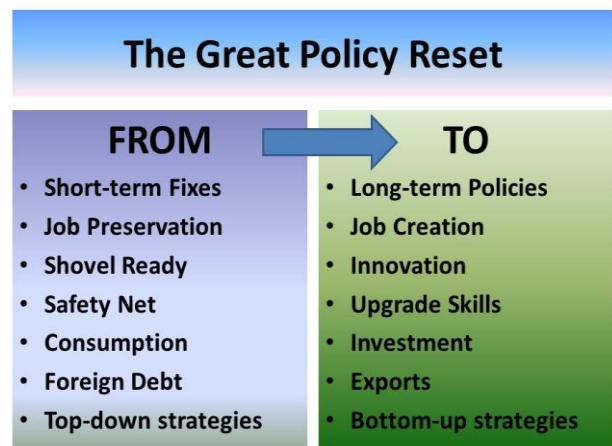 The Great Policy Reset
FROM
• Short-term Fixes
• Job Preservation
• Shovel Ready
• Safety Net
• Consumption
• Foreign Debt
• Top-down strategies
TO
• Long-term Policies
• Job Creation
• Innovation
• Upgrade Skills
• Investment
• Exports
• Bottom-up strategies